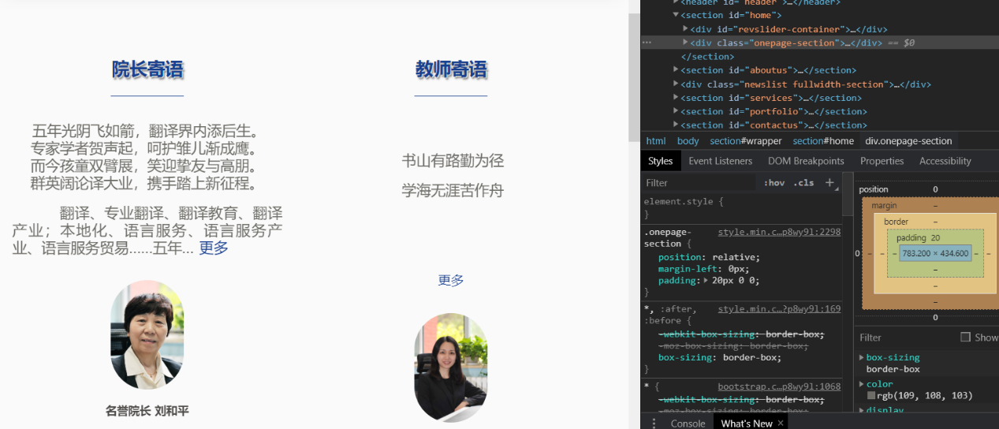 院长寄语
五年光阴飞如箭，翻译界内添后生。
专家学者贺声起，呵护雏儿渐成鹰。
而今孩童双臂展，笑迎挚友与高朋。
群英阔论译大业，携手踏上新征程。
翻译、专业翻译、翻译教育、翻译
产业；本地化、语言服务、语言服务产
业、语言服务贸易......五年... 更多
名誉院长 刘和平
教师寄语
书山有路勤为径
学海无涯苦作舟
更多
<header id="header">…</header>
<section id="home">
<div id="revslider-container">…</div>
<div class="onepage-section">…</div> == $0
</section>
<section id="aboutus">…</section>
<div class="newslist fullwidth-section">…</div>
<section id="services">…</section>
<section id="portfolio">…</section>
<section id="contactus">…</section>
html body section#wrapper section#home div.onepage-section
Styles Event Listeners DOM Breakpoints Properties Accessibility
Filter :hov .cls +
element.style {
}
.onepage- style.min.c…p8wy9l:2298
section {
position: relative;
margin-left: 0px;
padding: 20px 0 0;
}
*, :after, style.min.c…?p8wy9l:169
:before {
-webkit-box-sizing: border-box;
-moz-box-sizing: border-box;
box-sizing: border-box;
}
* { bootstrap.c…p8wy9l:1068
-webkit-box-sizing: border-box;
-moz-box-sizing: border-box;
position 0
margin –
border –
padding 20
0 – – – 783.200 × 434.600 – –
–
–
–
0
Filter Show
box-sizing
border-box
color
rgb(109, 108, 103)
display
Console What's New ×